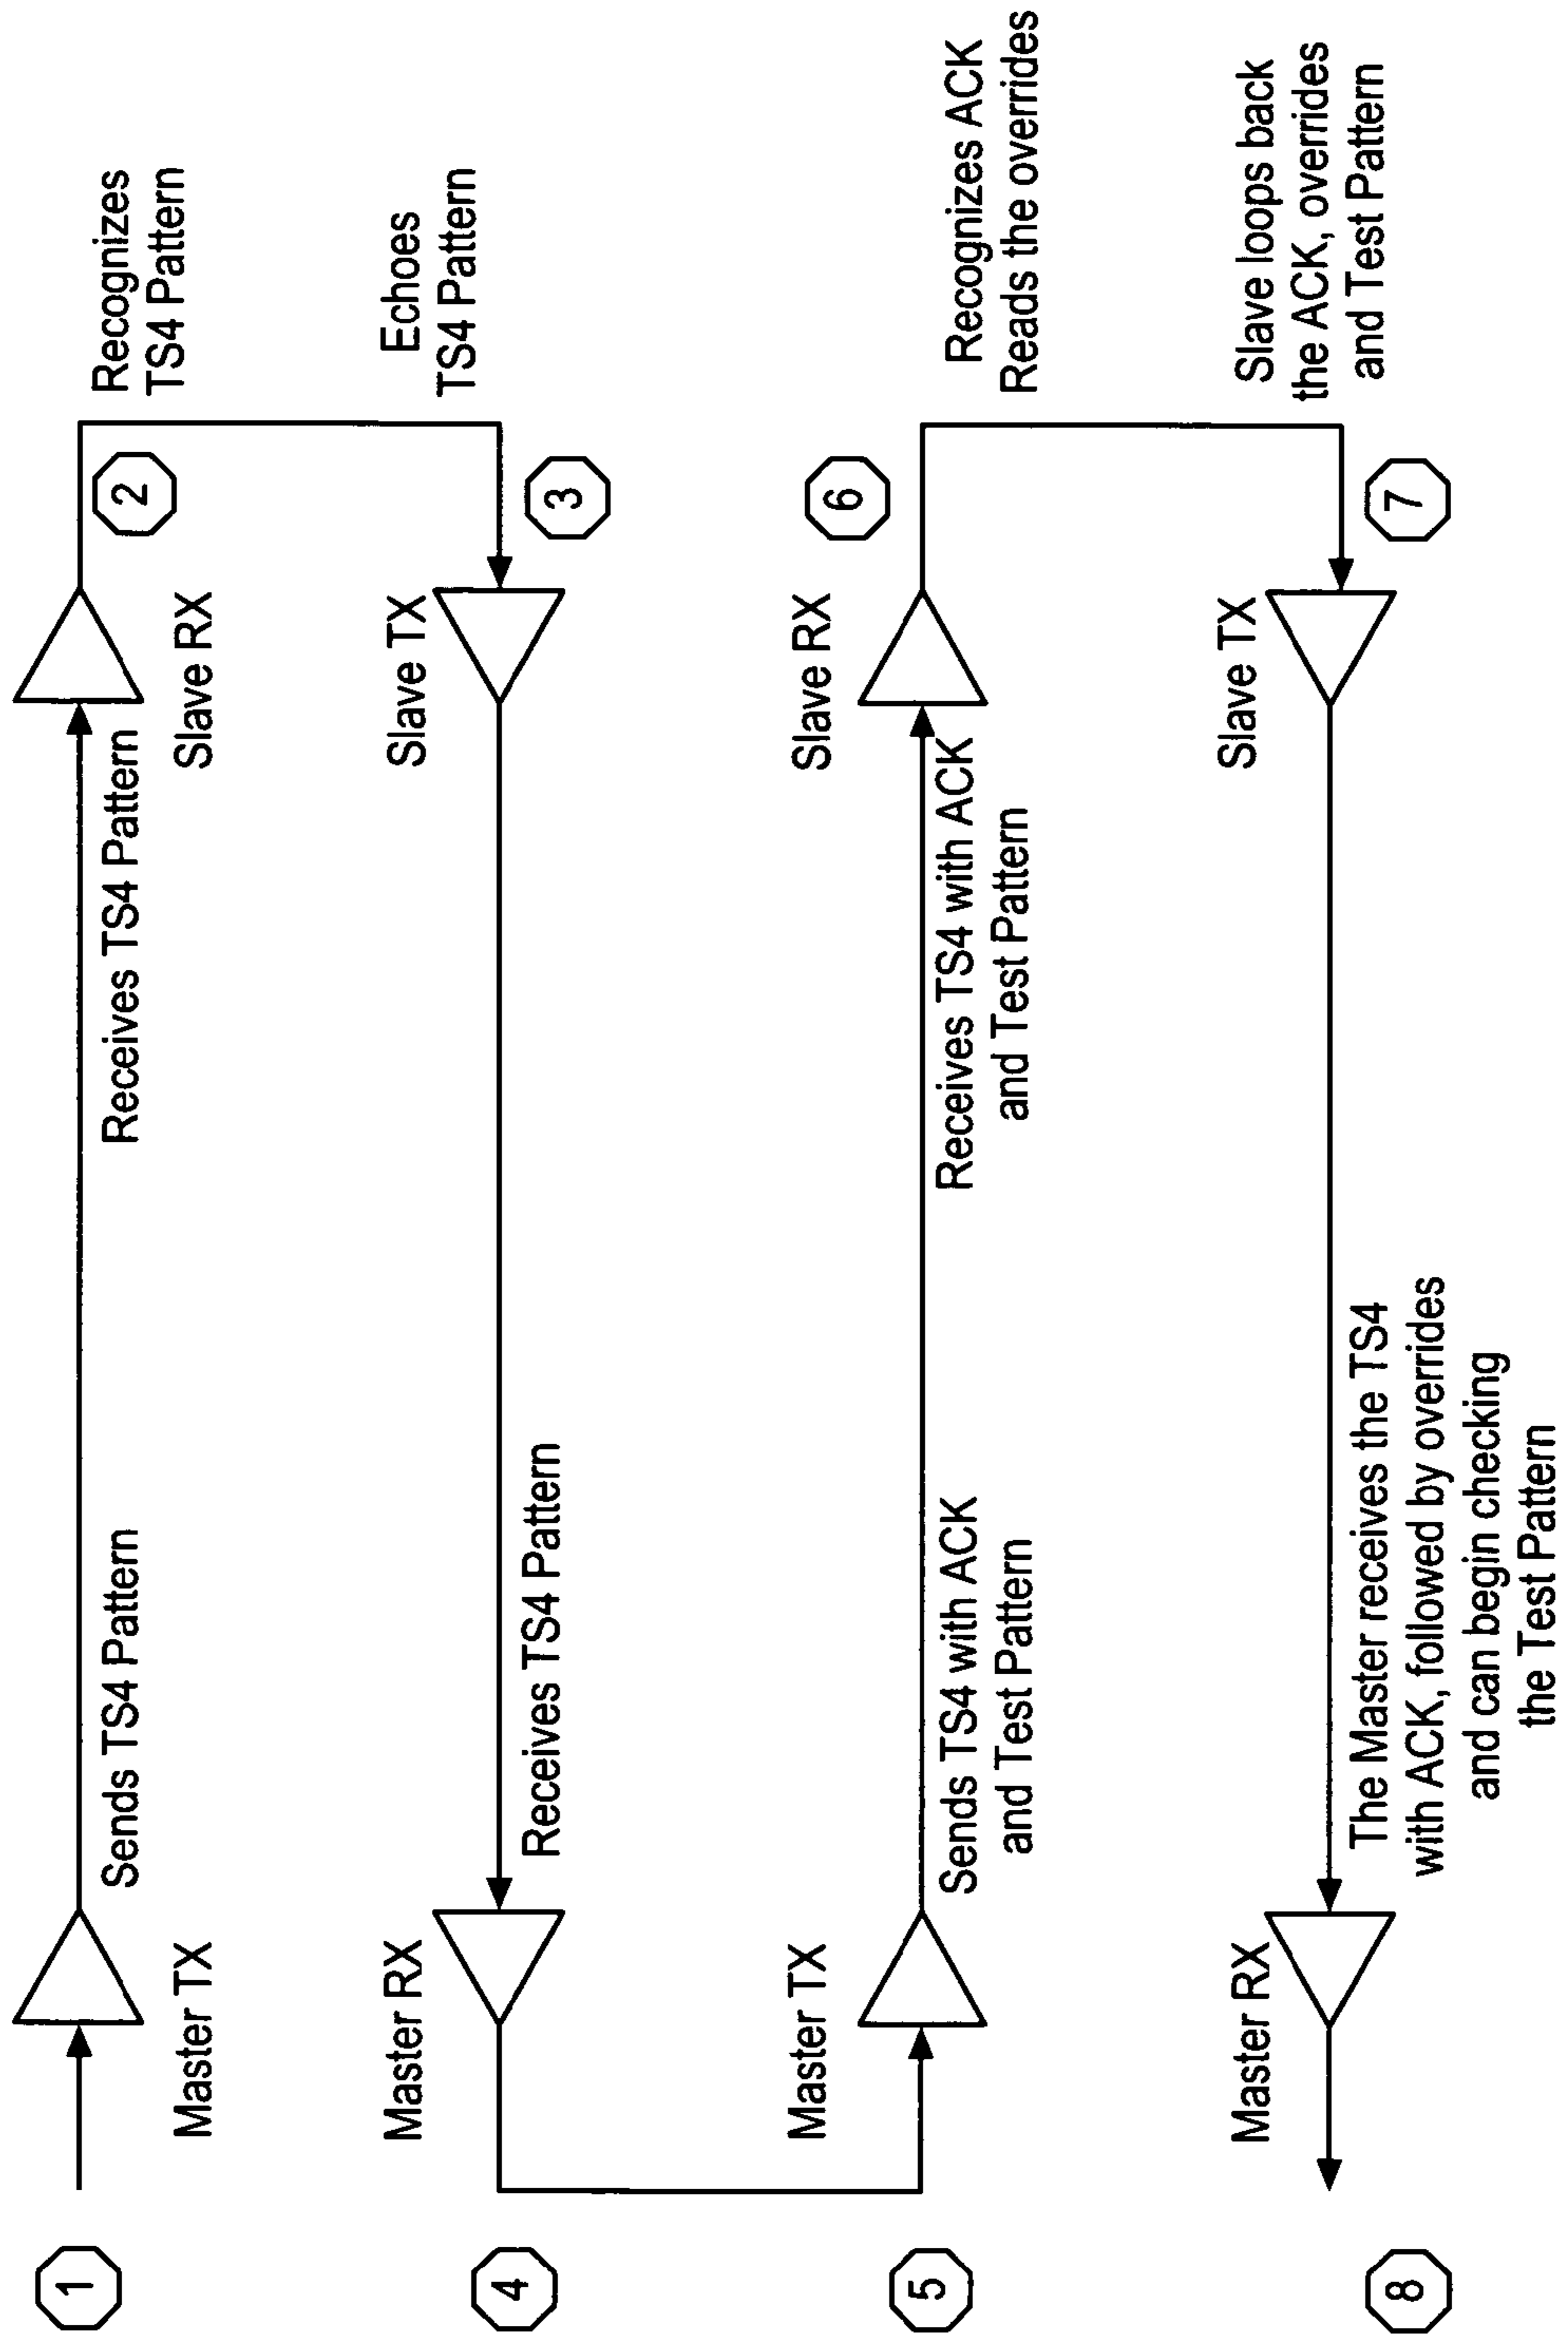 1
Master TX
Sends TS4 Pattern
Receives TS4 Pattern
Slave RX
2
Recognizes
TS4 Pattern
3
Slave TX
Echoes
TS4 Pattern
4
Master RX
Receives TS4 Pattern
5
Master TX
Sends TS4 with ACK
and Test Pattern
Receives TS4 with ACK
and Test Pattern
Slave RX
6
Recognizes ACK
Reads the overrides
7
Slave TX
Slave loops back
the ACK, overrides
and Test Pattern
8
Master RX
The Master receives the TS4
with ACK, followed by overrides
and can begin checking
the Test Pattern